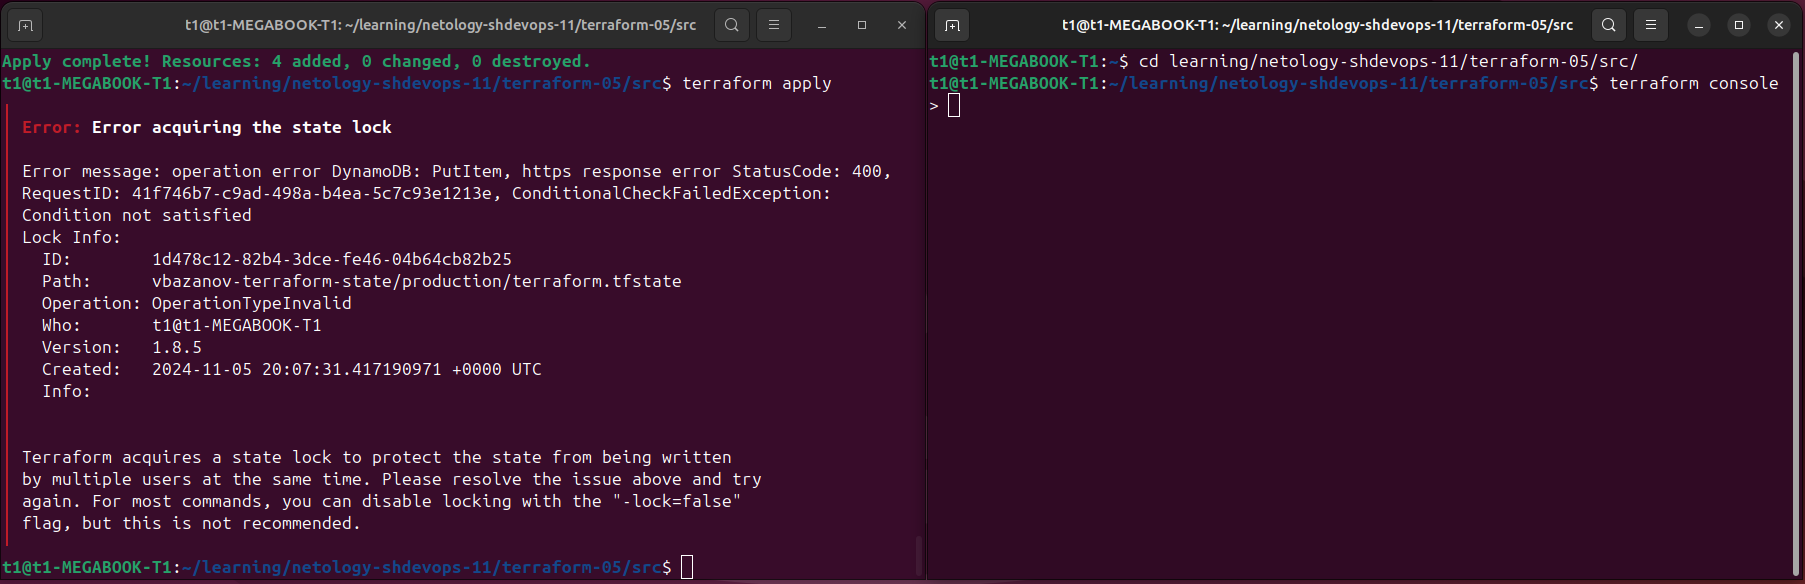 t1@t1-MEGABOOK-T1: ~/learning/netology-shdevops-11/terraform-05/src
Apply complete! Resources: 4 added, 0 changed, 0 destroyed.
t1@t1-MEGABOOK-T1:~/learning/netology-shdevops-11/terraform-05/src$ terraform apply
Error: Error acquiring the state lock
Error message: operation error DynamoDB: PutItem, https response error StatusCode: 400,
RequestID: 41f746b7-c9ad-498a-b4ea-5c7c93e1213e, ConditionalCheckFailedException:
Condition not satisfied
Lock Info:
  ID:        1d478c12-82b4-3dce-fe46-04b64cb82b25
  Path:      vbazanov-terraform-state/production/terraform.tfstate
  Operation: OperationTypeInvalid
  Who:       t1@t1-MEGABOOK-T1
  Version:   1.8.5
  Created:   2024-11-05 20:07:31.417190971 +0000 UTC
  Info:
Terraform acquires a state lock to protect the state from being written
by multiple users at the same time. Please resolve the issue above and try
again. For most commands, you can disable locking with the "-lock=false"
flag, but this is not recommended.
t1@t1-MEGABOOK-T1:~/learning/netology-shdevops-11/terraform-05/src$
t1@t1-MEGABOOK-T1: ~/learning/netology-shdevops-11/terraform-05/src
t1@t1-MEGABOOK-T1:~$ cd learning/netology-shdevops-11/terraform-05/src/
t1@t1-MEGABOOK-T1:~/learning/netology-shdevops-11/terraform-05/src$ terraform console
>